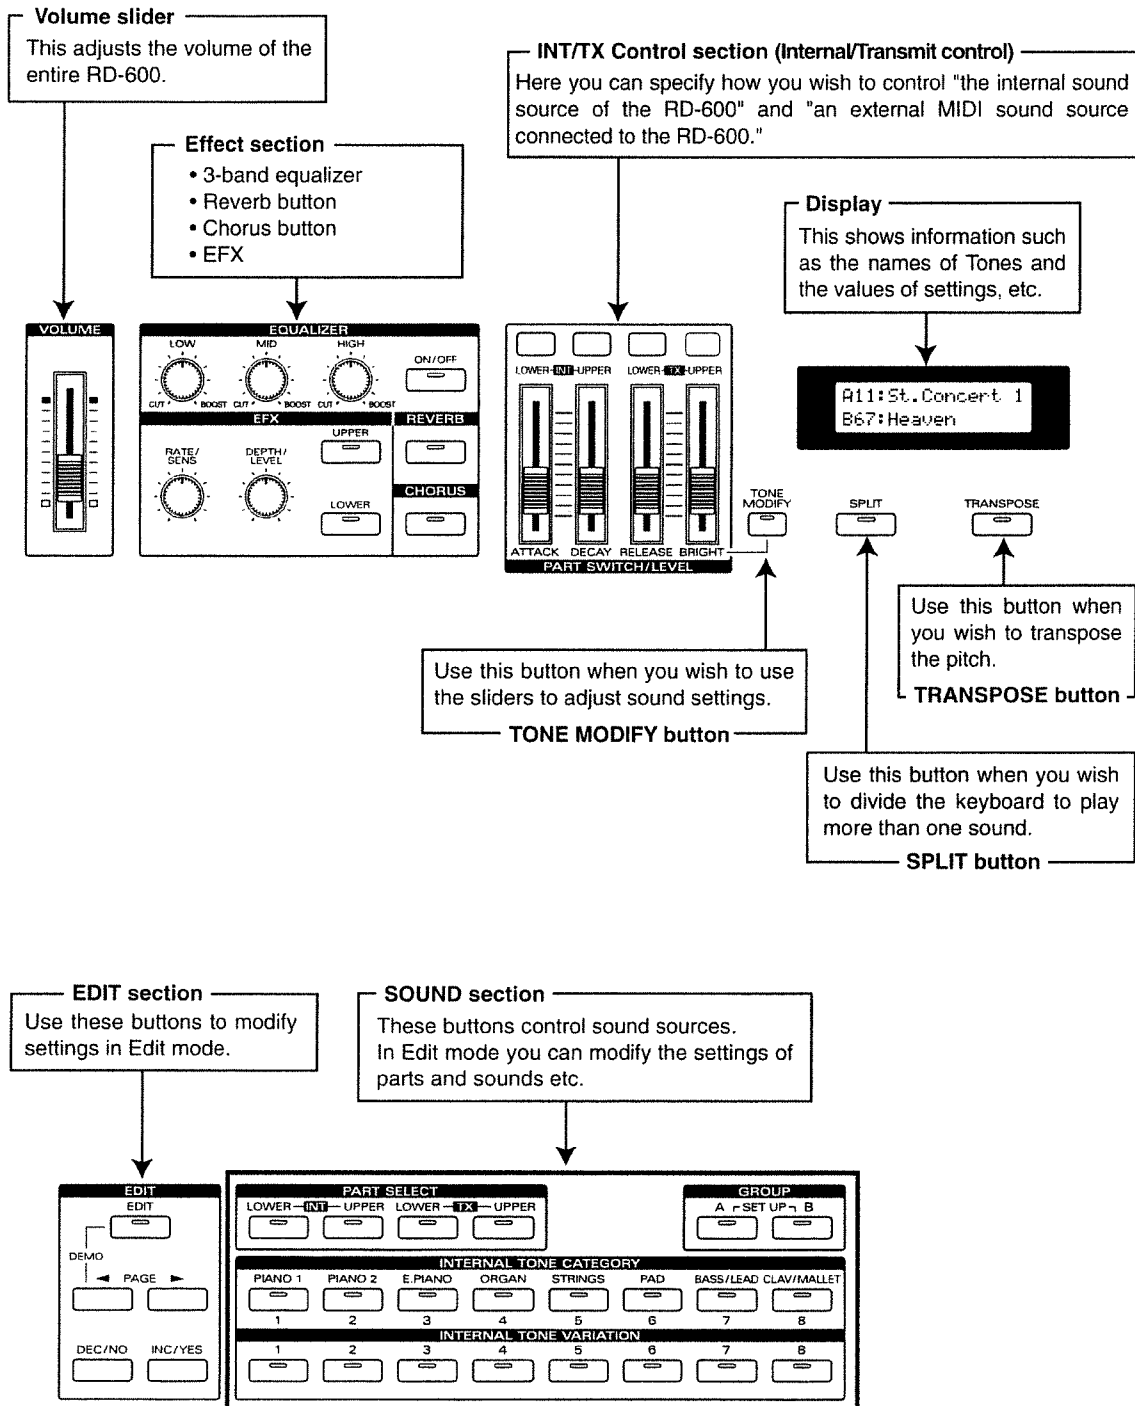 Volume slider
This adjusts the volume of the
entire RD-600.
INT/TX Control section (Internal/Transmit control)
Here you can specify how you wish to control "the internal sound
source of the RD-600" and "an external MIDI sound source
connected to the RD-600."
Effect section
• 3-band equalizer
• Reverb button
• Chorus button
• EFX
Display
This shows information such
as the names of Tones and
the values of settings, etc.
VOLUME
EQUALIZER
LOW MID HIGH
ON/OFF
CUT BOOST CUT BOOST CUT BOOST
EFX
REVERB
UPPER
RATE/
SENS
DEPTH/
LEVEL
CHORUS
LOWER
LOWER INT UPPER LOWER TX UPPER
ATTACK DECAY RELEASE BRIGHT
PART SWITCH/LEVEL
A11:St.Concert 1
B67:Heaven
TONE
MODIFY
SPLIT
TRANSPOSE
Use this button when
you wish to transpose
the pitch.
TRANSPOSE button
Use this button when you wish to use
the sliders to adjust sound settings.
TONE MODIFY button
Use this button when you wish
to divide the keyboard to play
more than one sound.
SPLIT button
EDIT section
Use these buttons to modify
settings in Edit mode.
SOUND section
These buttons control sound sources.
In Edit mode you can modify the settings of
parts and sounds etc.
EDIT
EDIT
DEMO
◄ PAGE ►
DEC/NO INC/YES
PART SELECT
LOWER INT UPPER LOWER TX UPPER
GROUP
A SET UP B
INTERNAL TONE CATEGORY
PIANO 1 PIANO 2 E.PIANO ORGAN STRINGS PAD BASS/LEAD CLAV/MALLET
1 2 3 4 5 6 7 8
INTERNAL TONE VARIATION
1 2 3 4 5 6 7 8